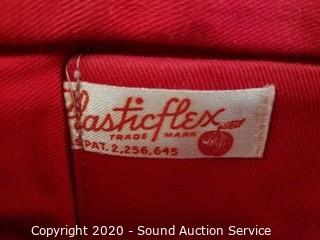 lasticflex
TRADE MARK
PAT. 2,256,645
Copyright 2020 - Sound Auction Service